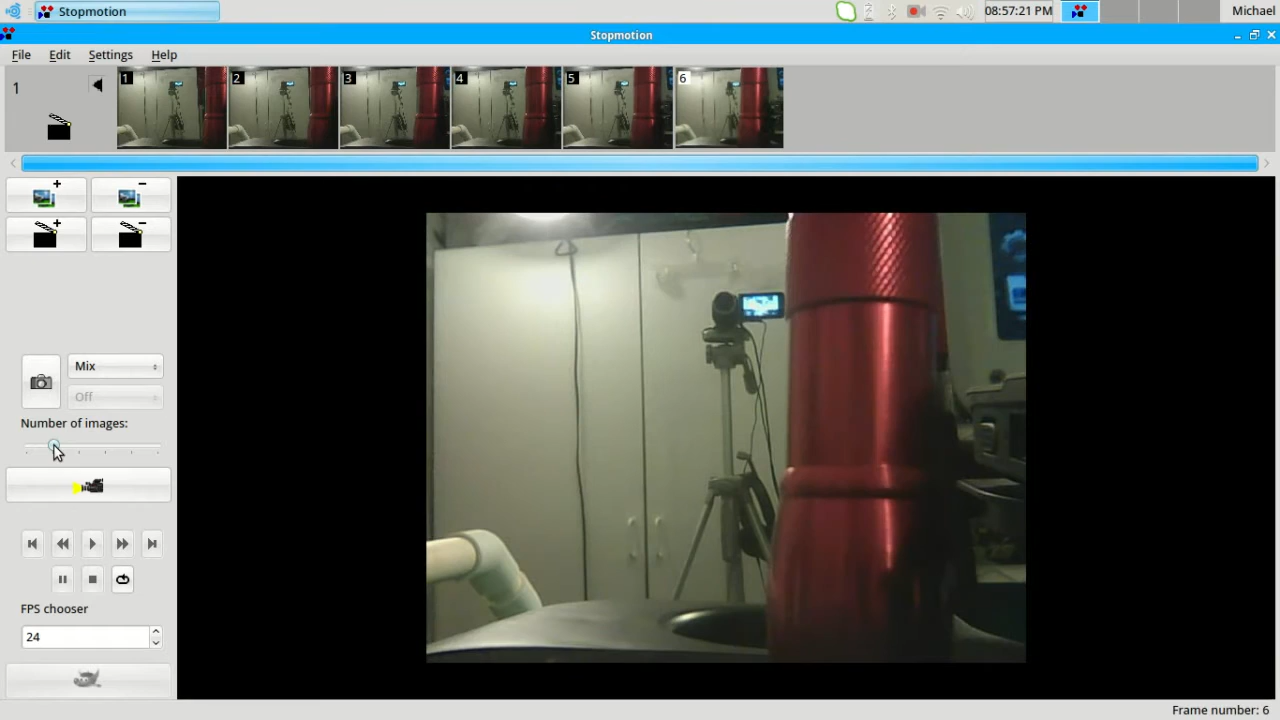 Stopmotion
08:57:21 PM
Michael
Stopmotion
File Edit Settings Help
1
1 2 3 4 5 6
Mix
Off
Number of images:
FPS chooser
24
Frame number: 6